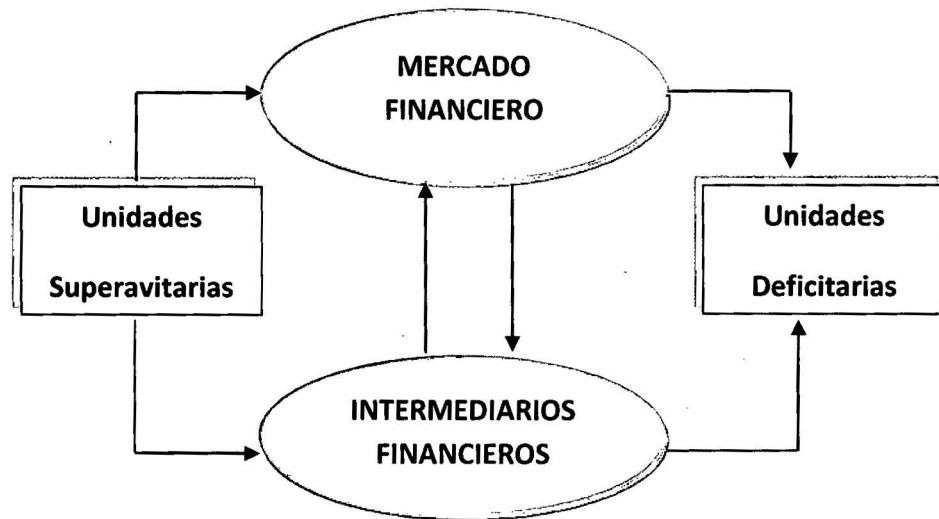 MERCADO
FINANCIERO
Unidades
Superavitarias
Unidades
Deficitarias
INTERMEDIARIOS
FINANCIEROS